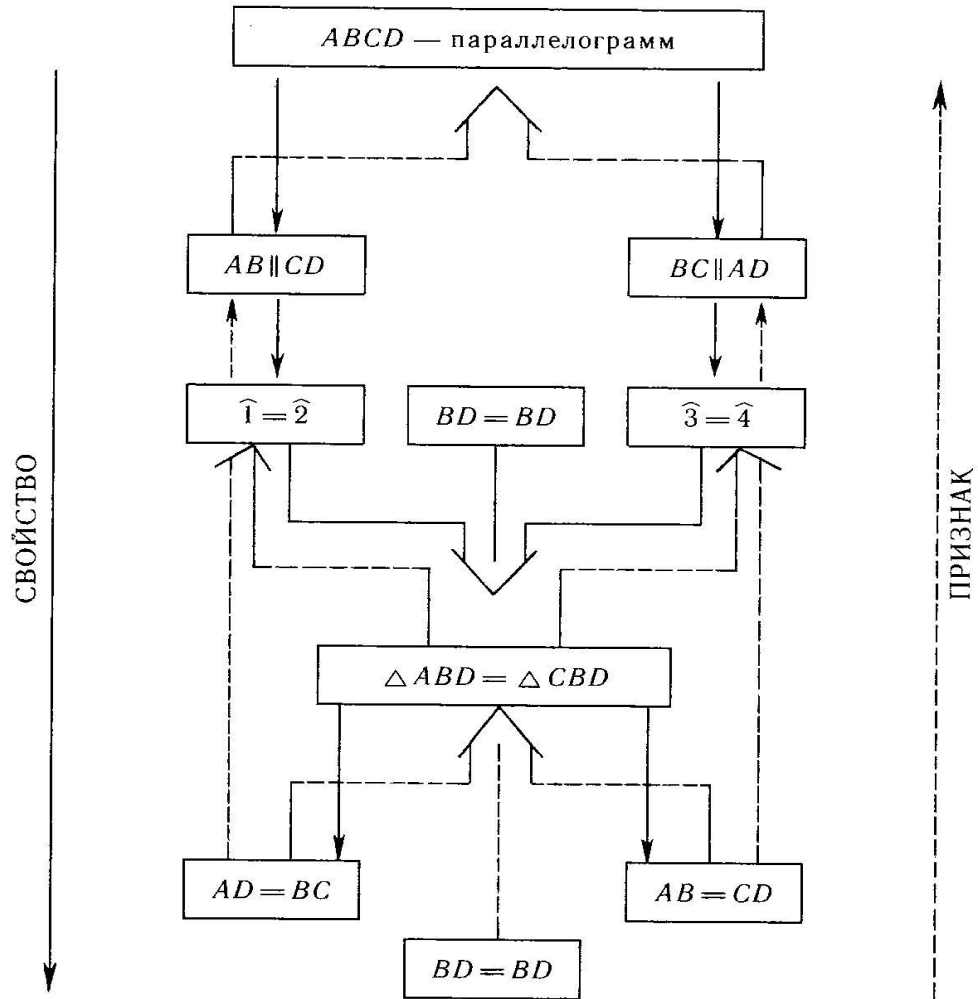 ABCD — параллелограмм
AB∥CD
BC∥AD
1̂ = 2̂
BD = BD
3̂ = 4̂
СВОЙСТВО
ПРИЗНАК
△ABD = △CBD
AD = BC
AB = CD
BD = BD